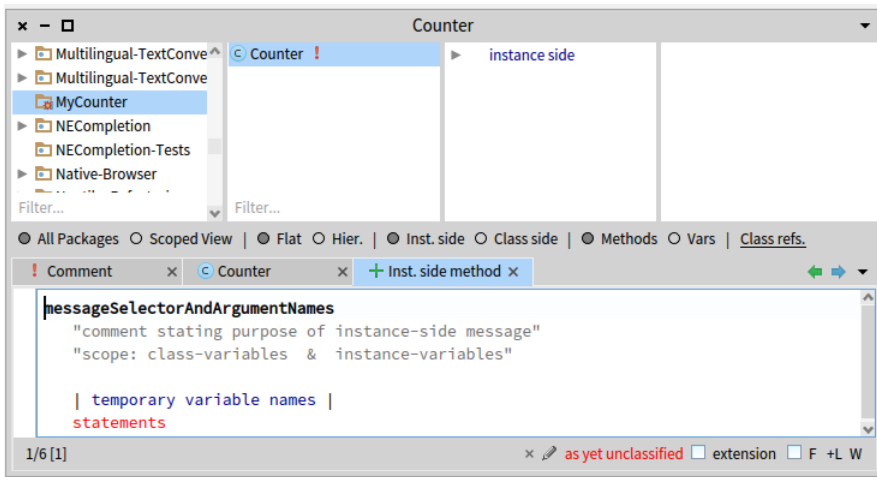 Counter
Multilingual-TextConve
Multilingual-TextConve
MyCounter
NECompletion
NECompletion-Tests
Native-Browser
Filter...
Counter !
Filter...
instance side
All Packages Scoped View | Flat Hier. | Inst. side Class side | Methods Vars | Class refs.
! Comment × C Counter × + Inst. side method ×
messageSelectorAndArgumentNames
"comment stating purpose of instance-side message"
"scope: class-variables & instance-variables"
| temporary variable names |
statements
1/6 [1] × as yet unclassified extension F +L W